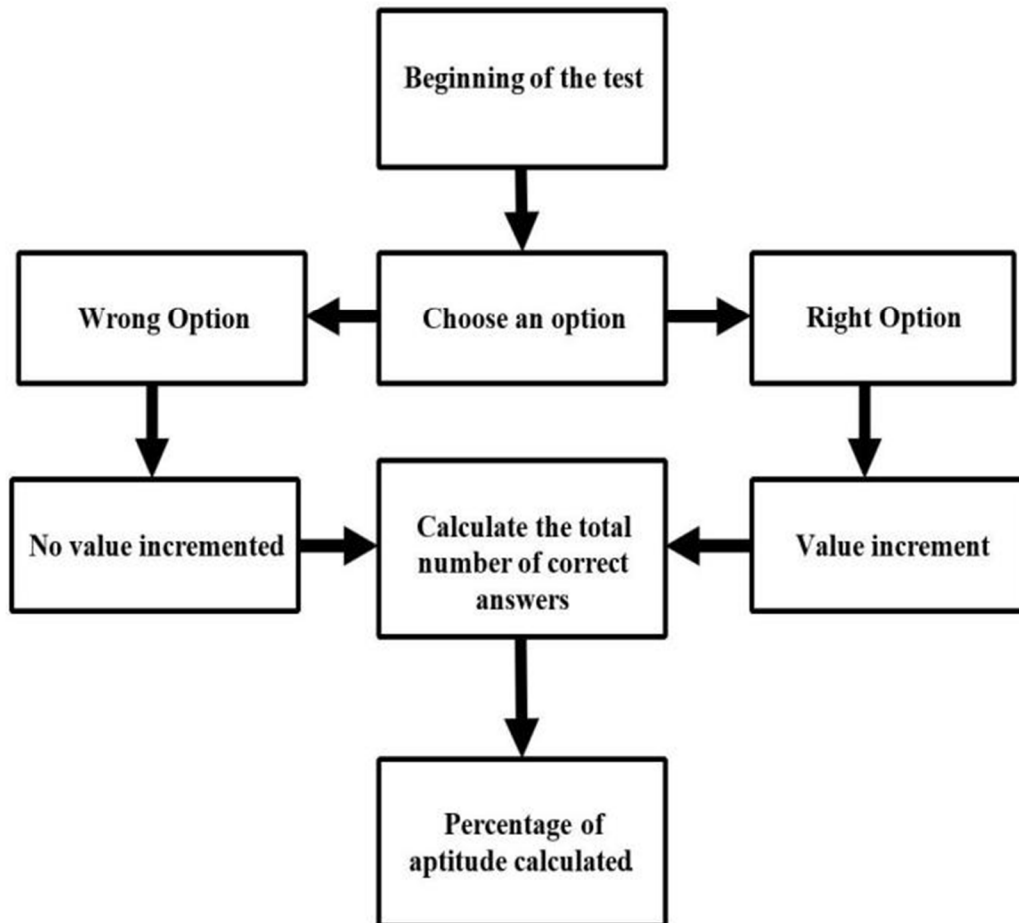 Beginning of the test
Wrong Option
Choose an option
Right Option
No value incremented
Calculate the total
number of correct
answers
Value increment
Percentage of
aptitude calculated